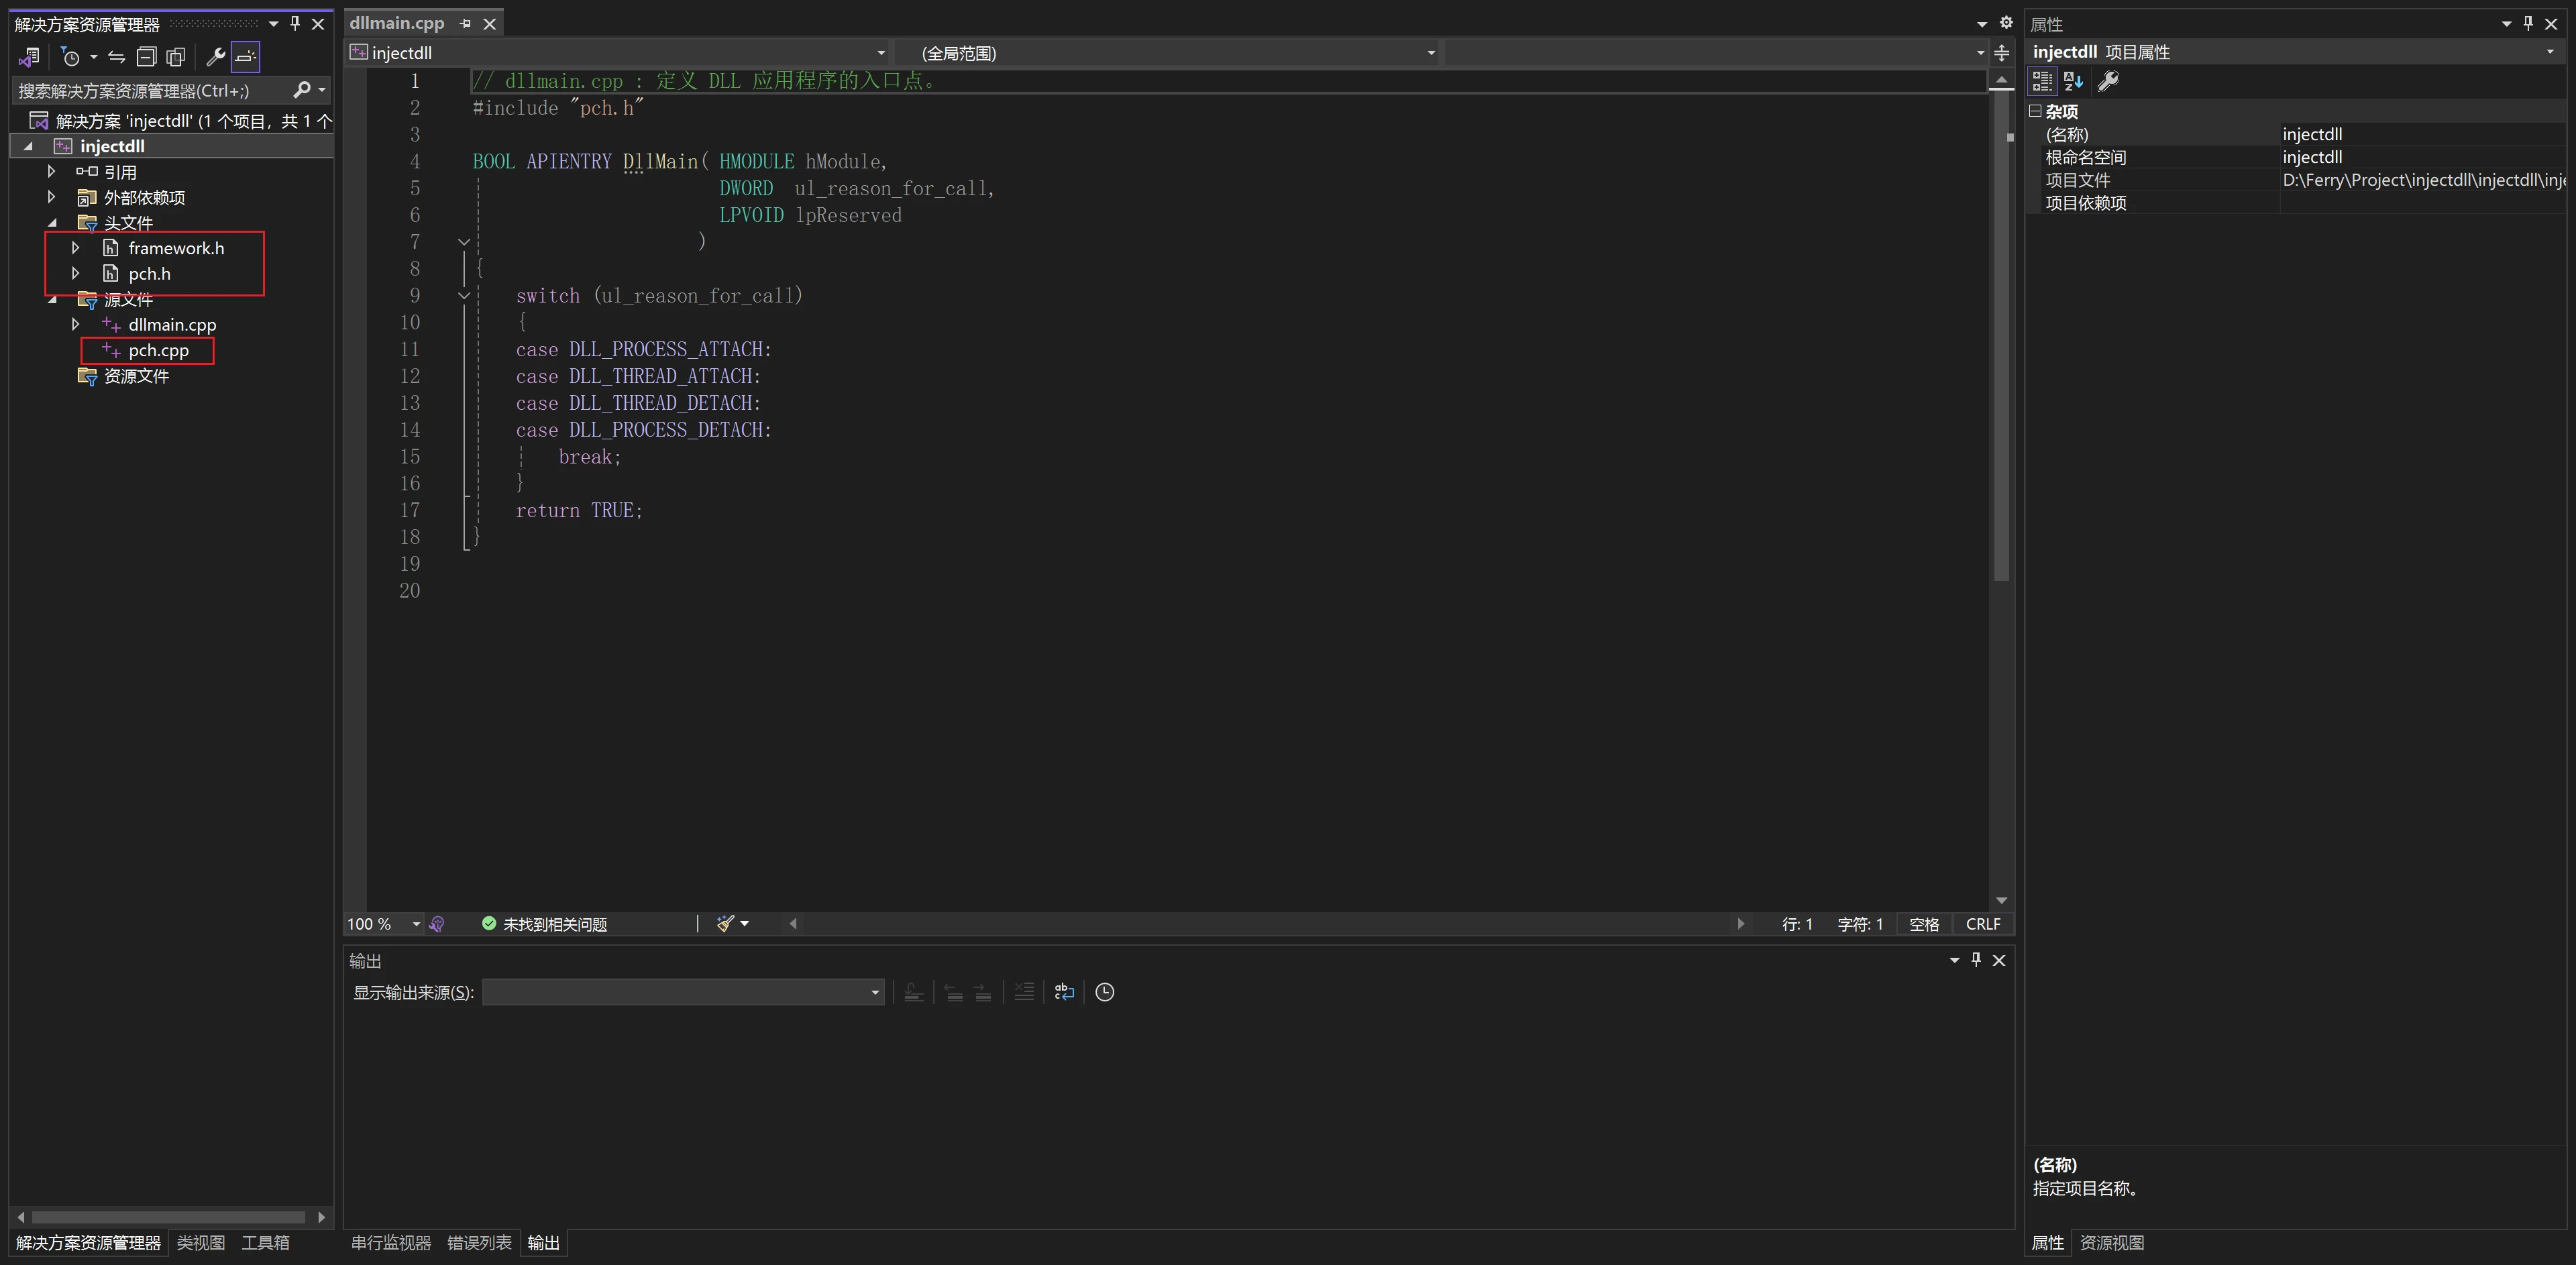 解决方案资源管理器
搜索解决方案资源管理器(Ctrl+;)
解决方案 'injectdll' (1 个项目，共 1 个
injectdll
引用
外部依赖项
头文件
framework.h
pch.h
源文件
dllmain.cpp
pch.cpp
资源文件
解决方案资源管理器 类视图 工具箱
dllmain.cpp
injectdll (全局范围)
1 // dllmain.cpp : 定义 DLL 应用程序的入口点。
2 #include "pch.h"
3
4 BOOL APIENTRY DllMain( HMODULE hModule,
5 DWORD  ul_reason_for_call,
6 LPVOID lpReserved
7 )
8 {
9 switch (ul_reason_for_call)
10 {
11 case DLL_PROCESS_ATTACH:
12 case DLL_THREAD_ATTACH:
13 case DLL_THREAD_DETACH:
14 case DLL_PROCESS_DETACH:
15 break;
16 }
17 return TRUE;
18 }
19
20
100 % 未找到相关问题 行: 1 字符: 1 空格 CRLF
输出
显示输出来源(S):
串行监视器 错误列表 输出
属性
injectdll 项目属性
杂项
(名称) injectdll
根命名空间 injectdll
项目文件 D:\Ferry\Project\injectdll\injectdll\inje
项目依赖项
(名称)
指定项目名称。
属性 资源视图